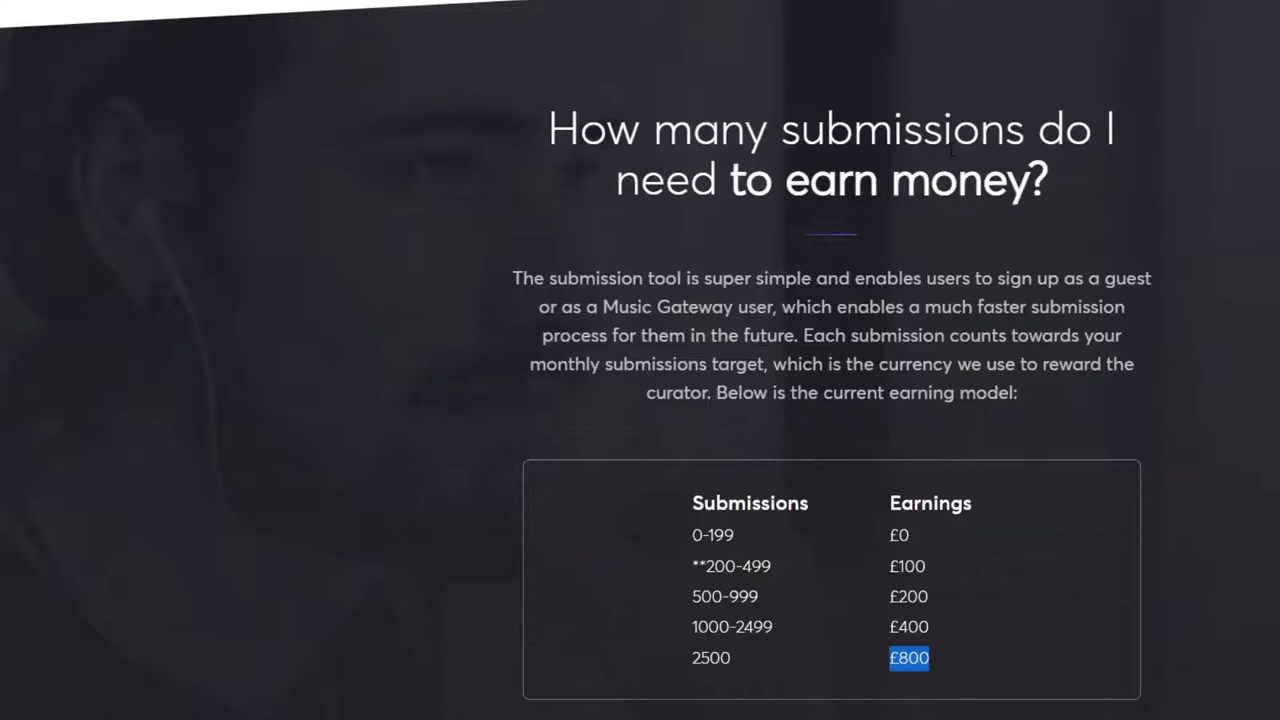 How many submissions do I
need to earn money?
The submission tool is super simple and enables users to sign up as a guest
or as a Music Gateway user, which enables a much faster submission
process for them in the future. Each submission counts towards your
monthly submissions target, which is the currency we use to reward the
curator. Below is the current earning model:
Submissions Earnings
0-199 £0
**200-499 £100
500-999 £200
1000-2499 £400
2500 £800